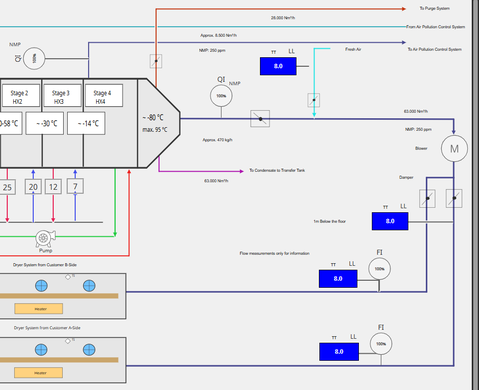 To Purge System
28.000 Nm³/h
From Air Pollution Control System
Approx. 8.500 Nm³/h
To Air Pollution Control System
NMP
QI
100%
NMP: 250 ppm
TT LL
8.0
Fresh Air
QI
NMP
100%
Stage 2
HX2
Stage 3
HX3
Stage 4
HX4
0-58 °C
~ -30 °C
~ -14 °C
~ -80 °C
max. 95 °C
63.000 Nm³/h
NMP: 250 ppm
Approx. 470 kg/h
Blower
M
To Condensate to Transfer Tank
63.000 Nm³/h
Damper
25
20
12
7
TT LL
1m Below the floor
8.0
Pump
Flow measurements only for information
FI
100%
Dryer System from Customer B-Side
TT LL
8.0
Dryer System from Customer A-Side
FI
100%
TT LL
8.0